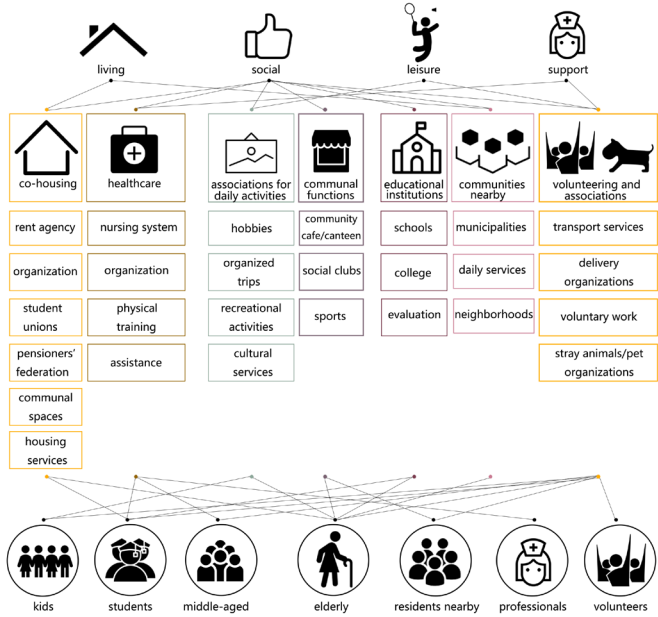 living
social
leisure
support
co-housing
healthcare
associations for
daily activities
communal
functions
educational
institutions
communities
nearby
volunteering and
associations
rent agency
nursing system
hobbies
community
cafe/canteen
schools
municipalities
transport services
organization
organization
organized
trips
social clubs
college
daily services
delivery
organizations
student
unions
physical
training
recreational
activities
sports
evaluation
neighborhoods
voluntary work
pensioners'
federation
assistance
cultural
services
stray animals/pet
organizations
communal
spaces
housing
services
kids
students
middle-aged
elderly
residents nearby
professionals
volunteers